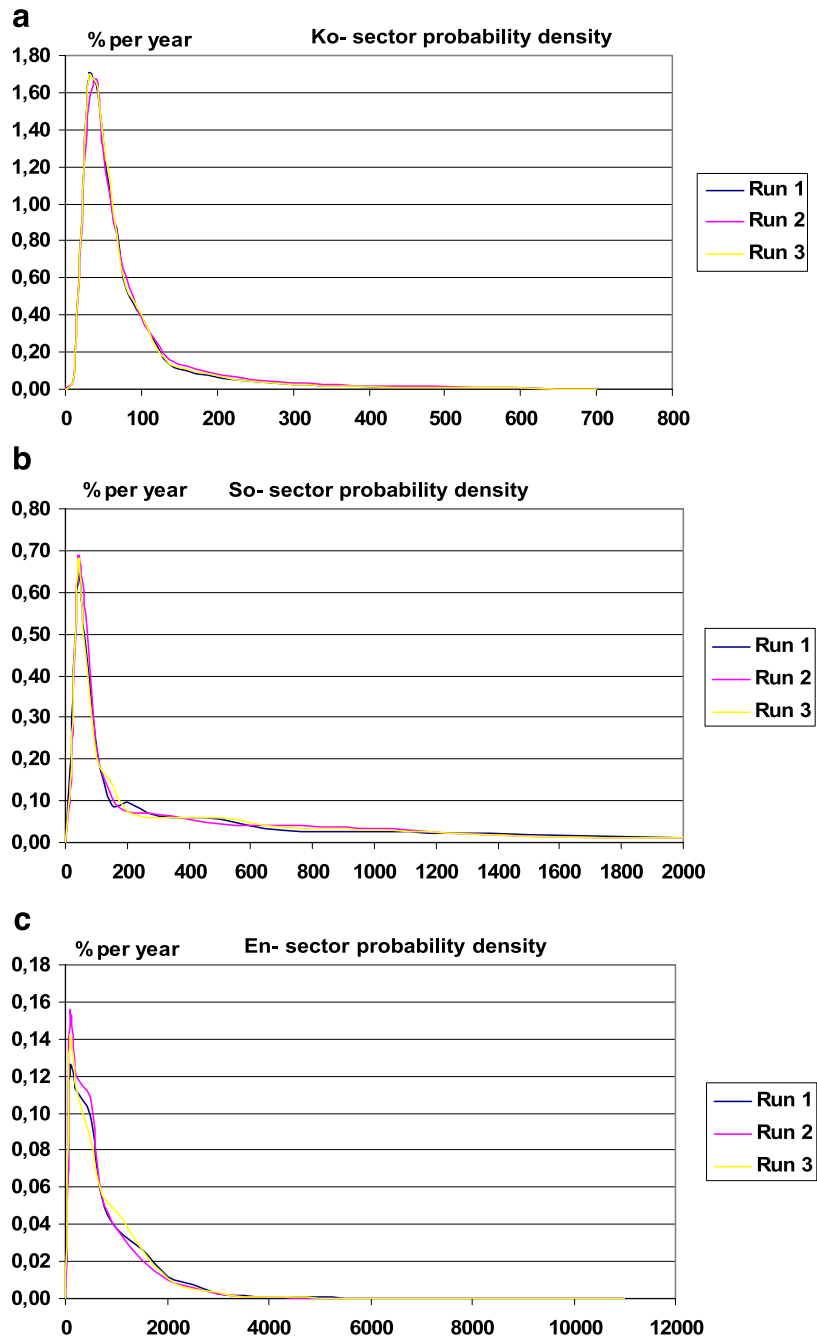 a
% per year Ko- sector probability density
1,80
1,60
1,40
1,20
1,00
0,80
0,60
0,40
0,20
0,00
0 100 200 300 400 500 600 700 800
Run 1
Run 2
Run 3
b
% per year So- sector probability density
0,80
0,70
0,60
0,50
0,40
0,30
0,20
0,10
0,00
0 200 400 600 800 1000 1200 1400 1600 1800 2000
Run 1
Run 2
Run 3
c
% per year En- sector probability density
0,18
0,16
0,14
0,12
0,10
0,08
0,06
0,04
0,02
0,00
0 2000 4000 6000 8000 10000 12000
Run 1
Run 2
Run 3